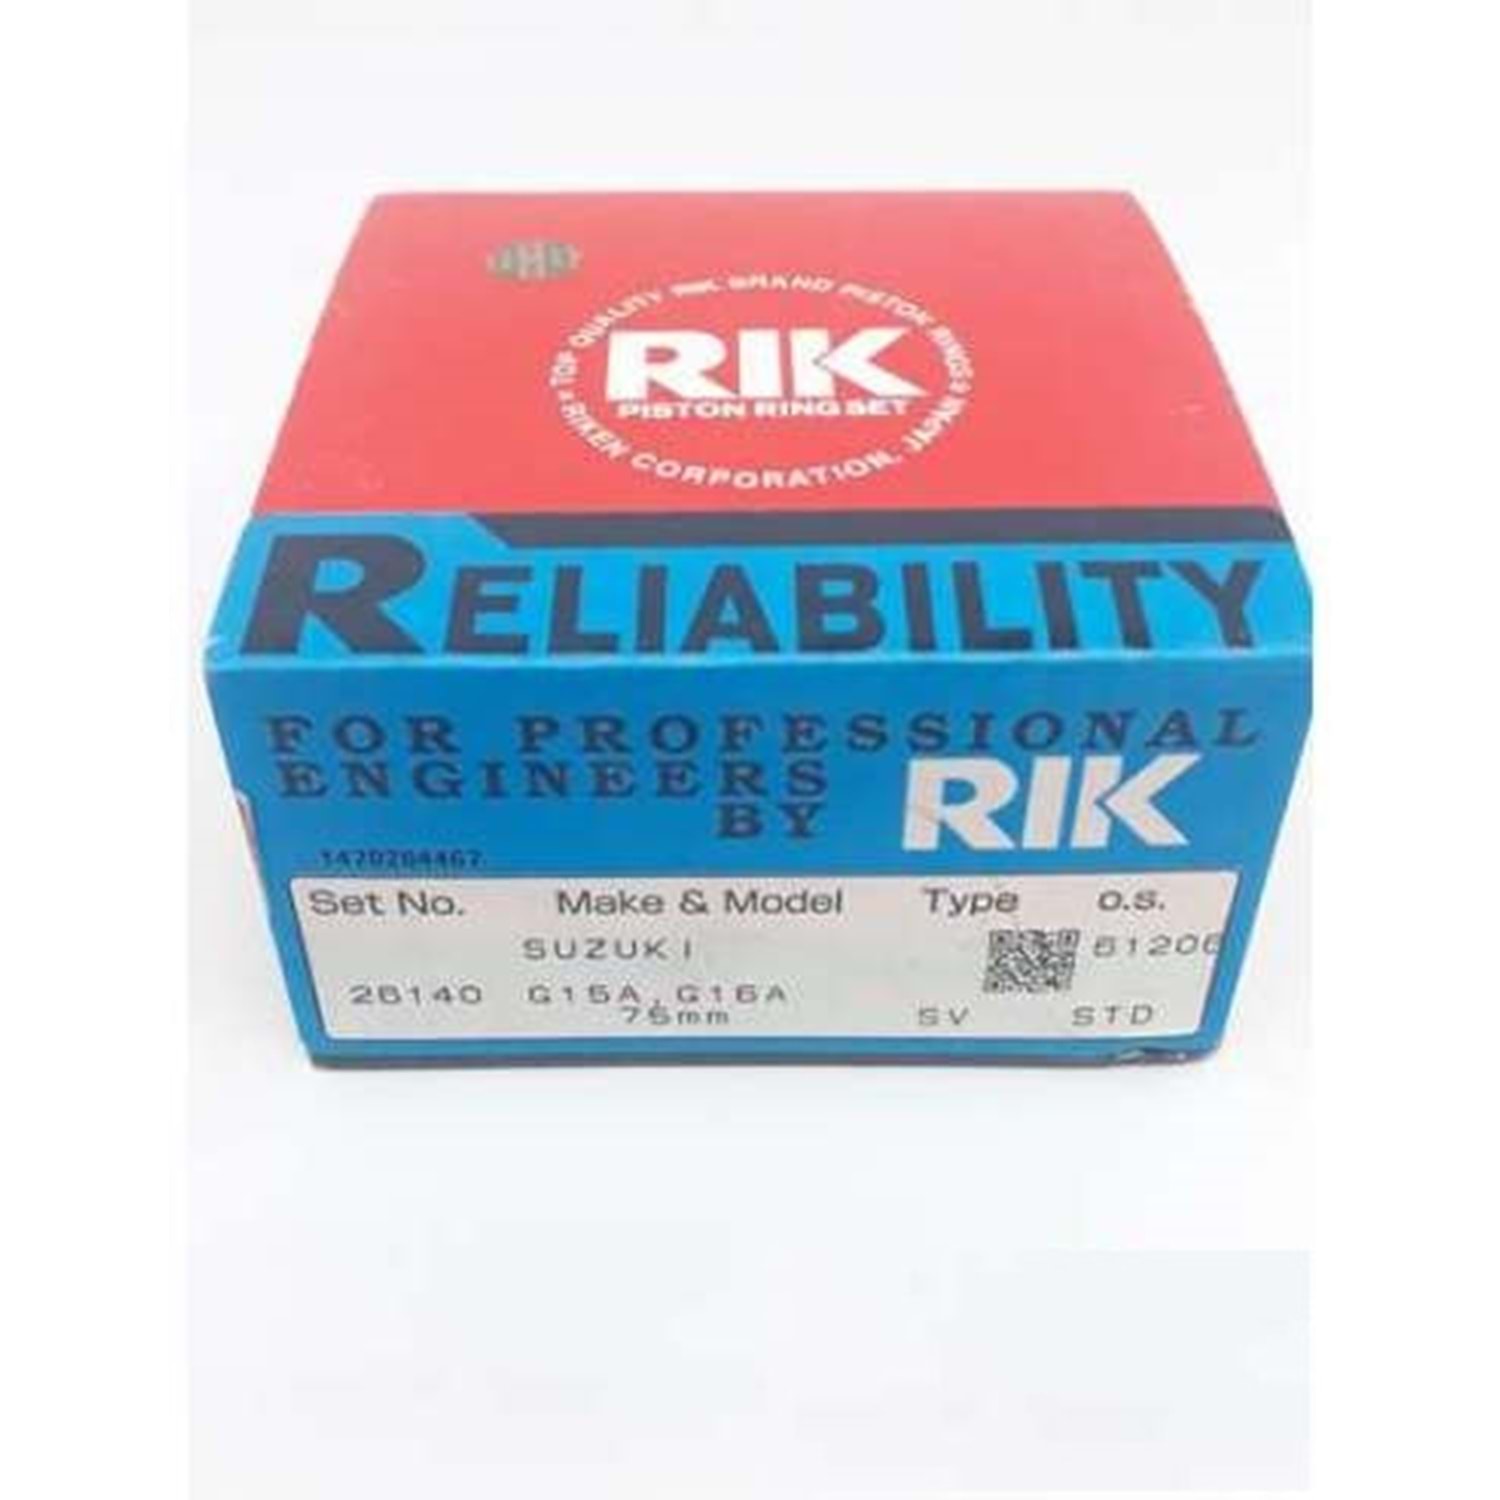 TOP QUALITY RIK BRAND PISTON RINGS
RIK
PISTON RING SET
RIKEN CORPORATION, JAPAN
RELIABILITY
FOR PROFESSIONAL
ENGINEERS
BY RIK
Set No. Make & Model Type o.s.
SUZUKI
26140 G15A,G16A
75mm SV STD